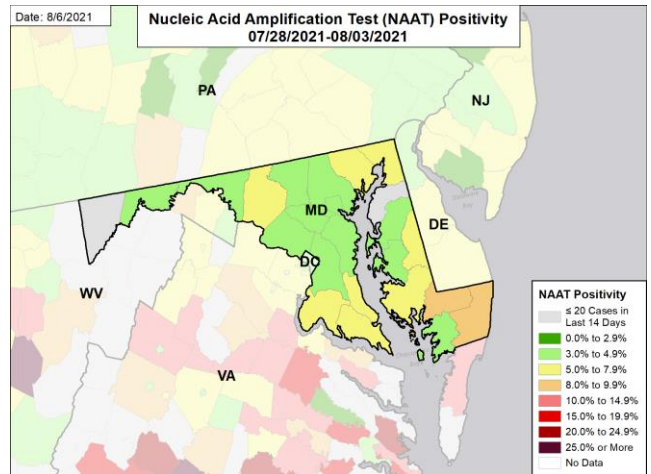 Date: 8/6/2021
Nucleic Acid Amplification Test (NAAT) Positivity
07/28/2021-08/03/2021
PA
NJ
MD
DE
DC
WV
VA
NAAT Positivity
≤ 20 Cases in
Last 14 Days
0.0% to 2.9%
3.0% to 4.9%
5.0% to 7.9%
8.0% to 9.9%
10.0% to 14.9%
15.0% to 19.9%
20.0% to 24.9%
25.0% or More
No Data